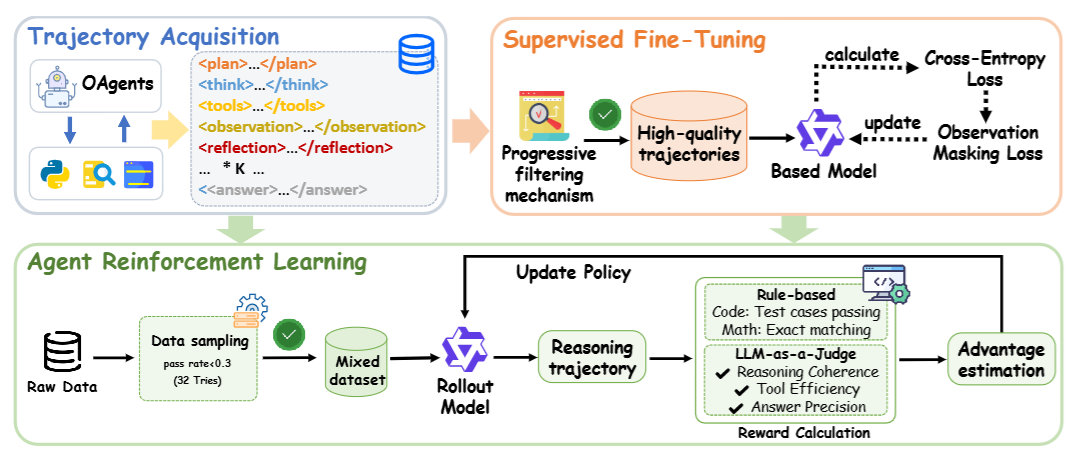 Trajectory Acquisition
OAgents
<plan>...</plan>
<think>...</think>
<tools>...</tools>
<observation>...</observation>
<reflection>...</reflection>
... * K ...
<<answer>...</answer>
Supervised Fine-Tuning
Progressive
filtering
mechanism
High-quality
trajectories
Based Model
calculate
Cross-Entropy
Loss
update
Observation
Masking Loss
Agent Reinforcement Learning
Raw Data
Data sampling
pass rate<0.3
(32 Tries)
Mixed
dataset
Update Policy
Rollout
Model
Reasoning
trajectory
Rule-based
Code: Test cases passing
Math: Exact matching
LLM-as-a-Judge
✔ Reasoning Coherence
✔ Tool Efficiency
✔ Answer Precision
Reward Calculation
Advantage
estimation